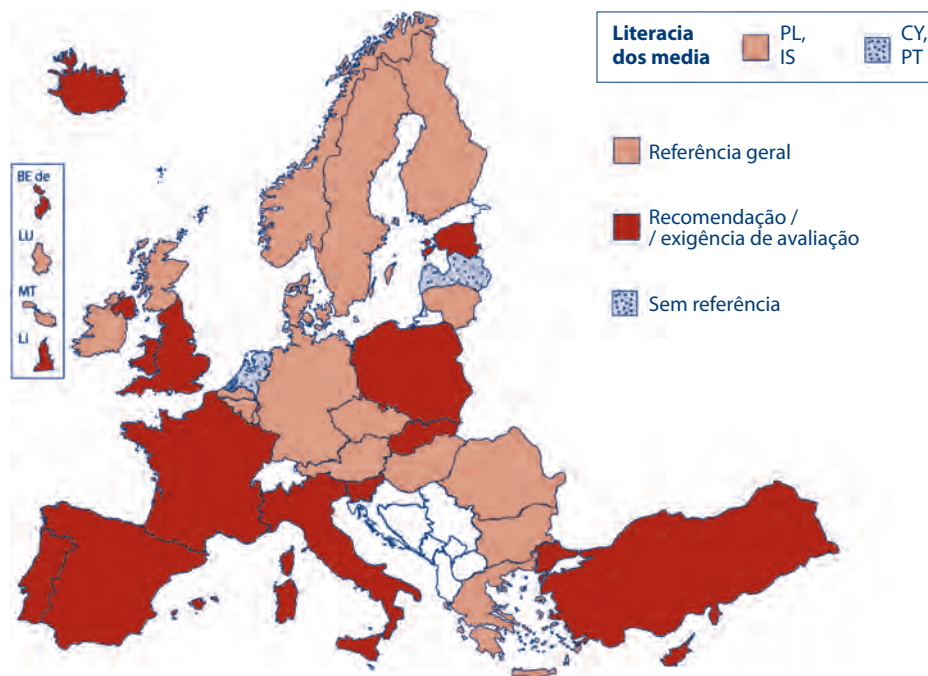 Literacia
dos media
PL,
IS
CY,
PT
Referência geral
Recomendação /
/ exigência de avaliação
Sem referência
BE de
LU
MT
LI